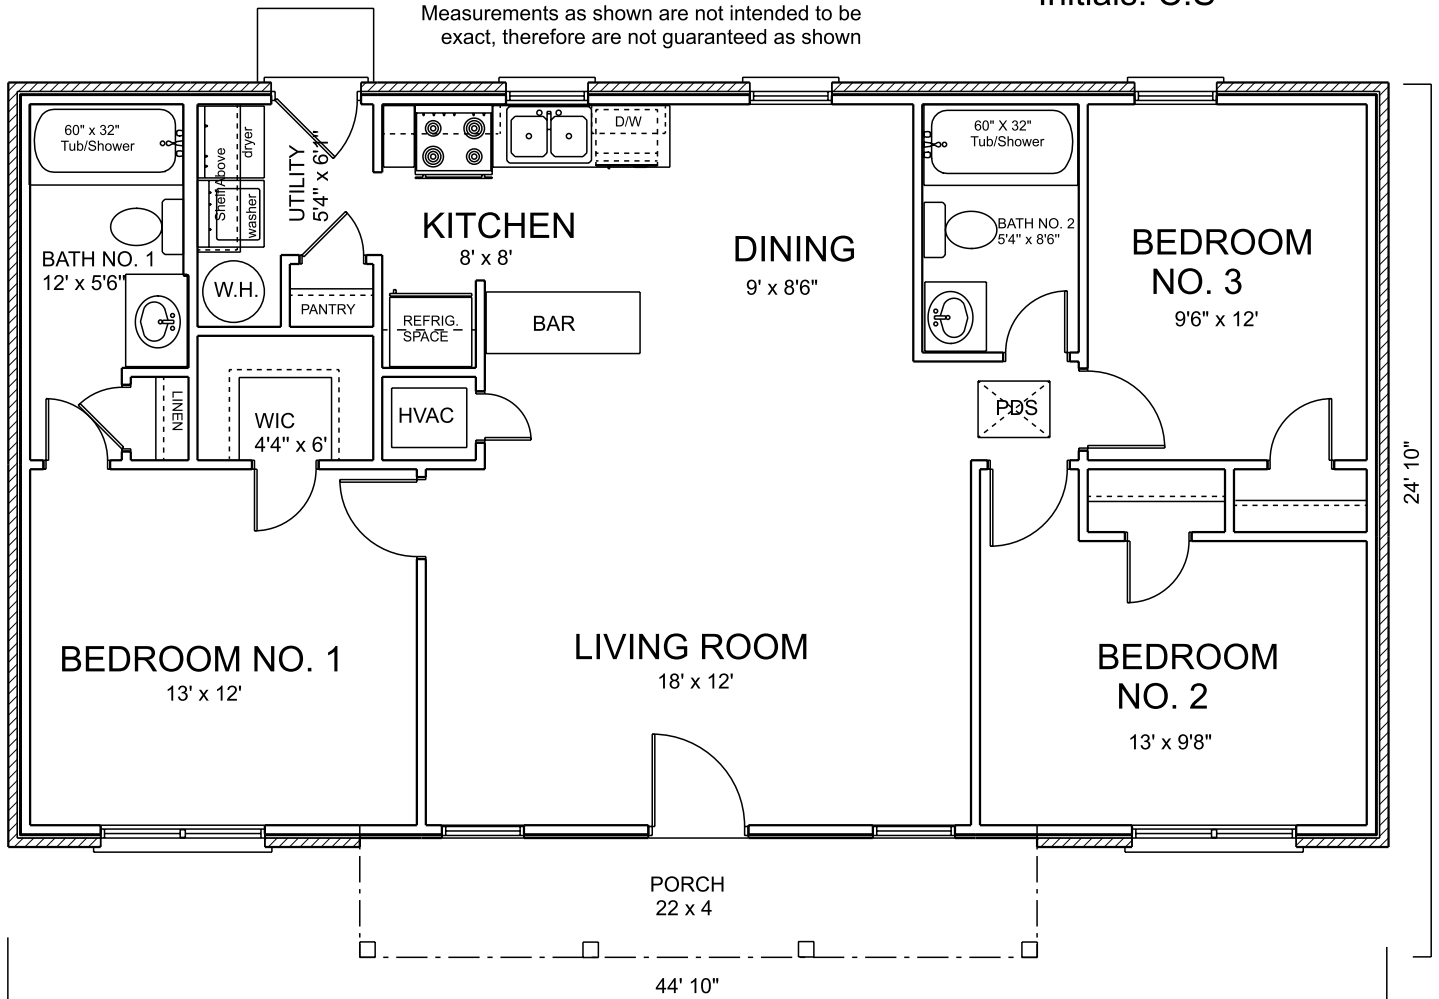 Initials: C.S
Measurements as shown are not intended to be
exact, therefore are not guaranteed as shown
60" x 32"
Tub/Shower
BATH NO. 1
12' x 5'6"
Shelf Above
dryer
washer
UTILITY
5'4" x 6'1"
W.H.
PANTRY
D/W
KITCHEN
8' x 8'
REFRIG.
SPACE
BAR
DINING
9' x 8'6"
60" X 32"
Tub/Shower
BATH NO. 2
5'4" x 8'6"
BEDROOM
NO. 3
9'6" x 12'
LINEN
WIC
4'4" x 6'
HVAC
PDS
24' 10"
BEDROOM NO. 1
13' x 12'
LIVING ROOM
18' x 12'
BEDROOM
NO. 2
13' x 9'8"
PORCH
22 x 4
44' 10"